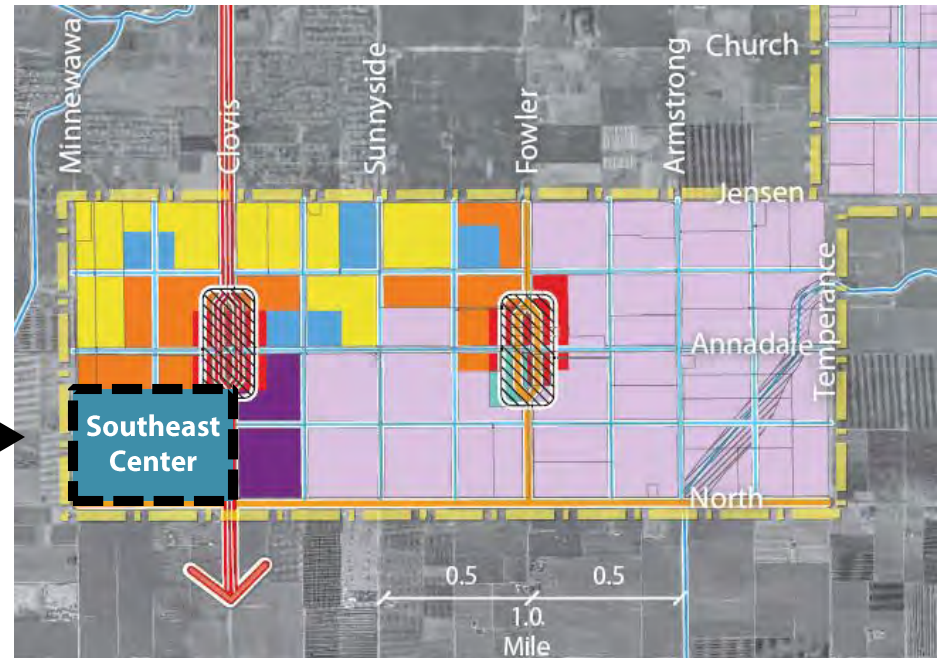 Minnewawa
Clovis
Sunnyside
Fowler
Armstrong
Church
Jensen
Temperance
Annadale
Southeast
Center
North
0.5
0.5
1.0.
Mile